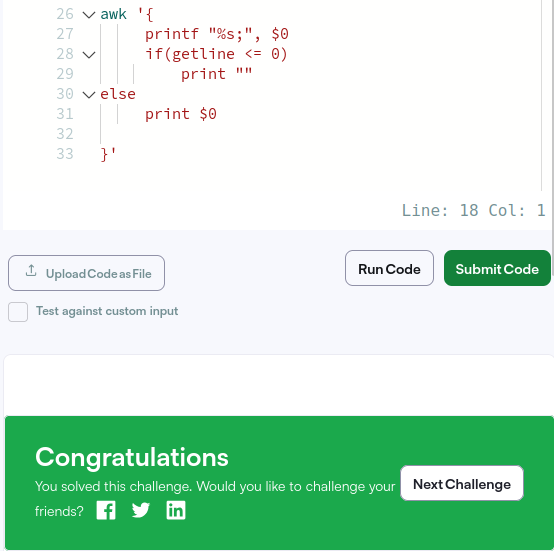 26 awk '{
27 printf "%s;", $0
28 if(getline <= 0)
29 print ""
30 else
31 print $0
32
33 }'
Line: 18 Col: 1
Upload Code as File
Run Code
Submit Code
Test against custom input
Congratulations
You solved this challenge. Would you like to challenge your
friends?
Next Challenge